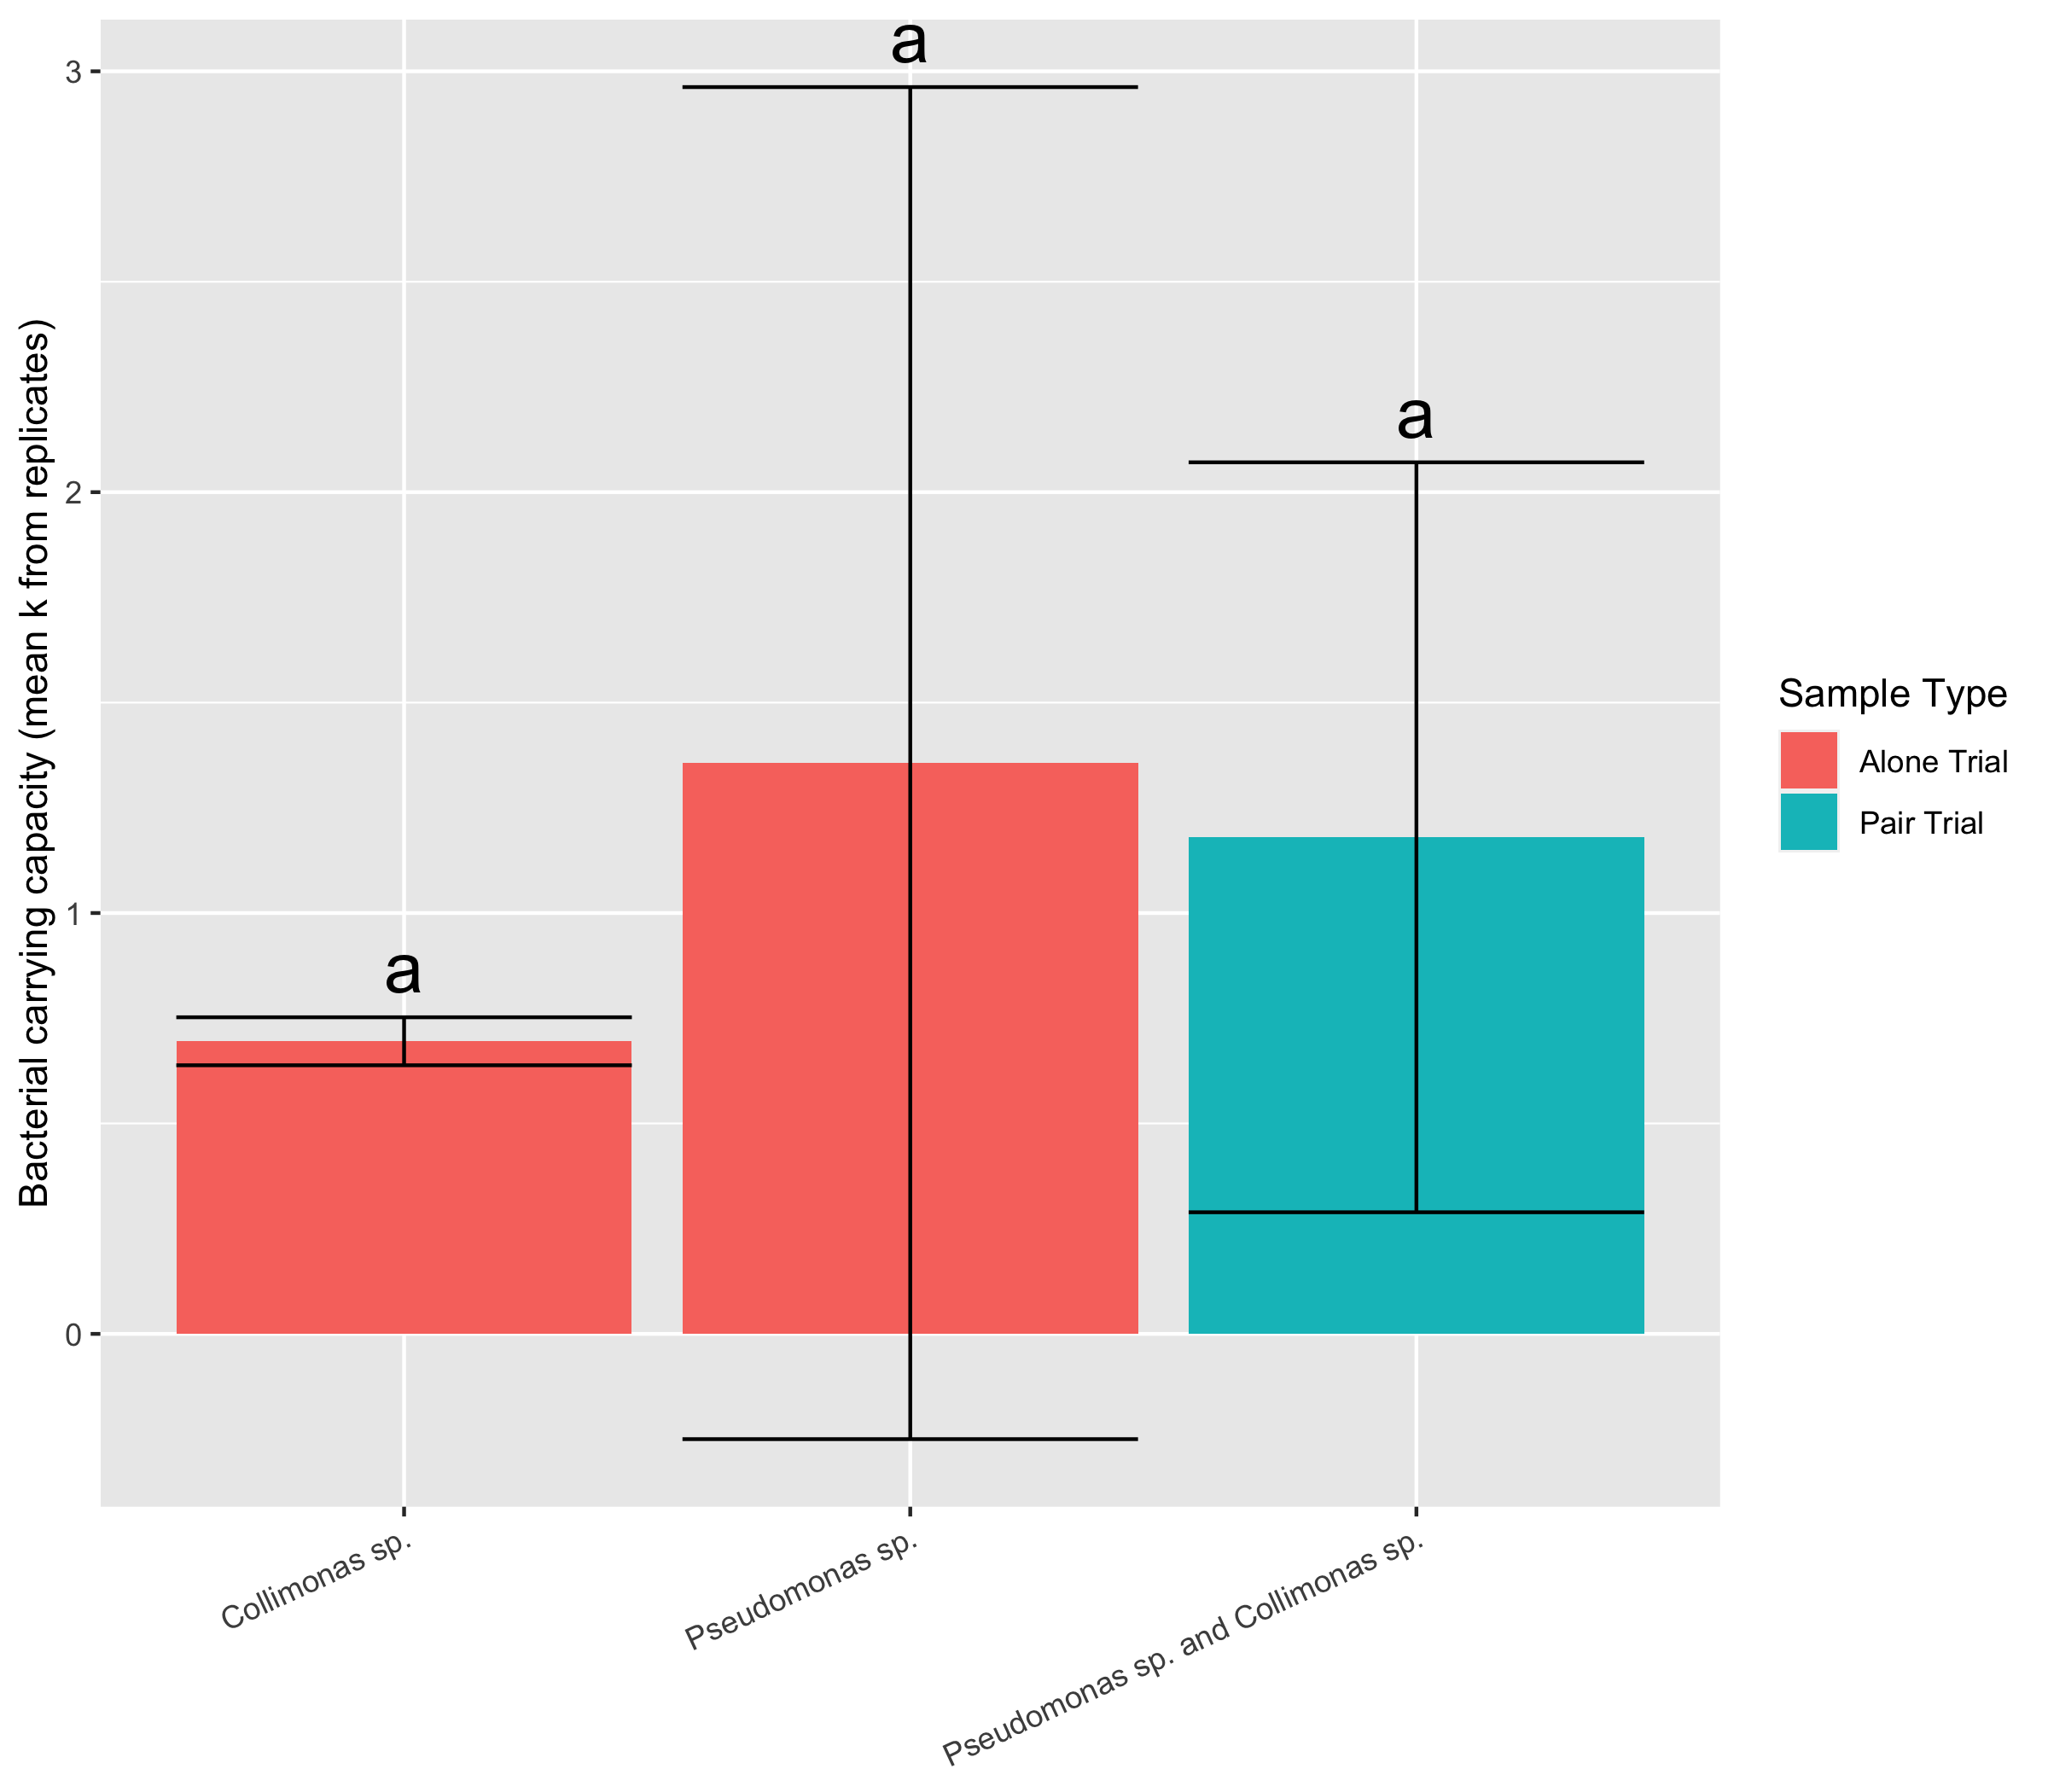 Bacterial carrying capacity (mean k from replicates)
3
2
1
0
a
a
a
Collimonas sp.
Pseudomonas sp.
Pseudomonas sp. and Collimonas sp.
Sample Type
Alone Trial
Pair Trial